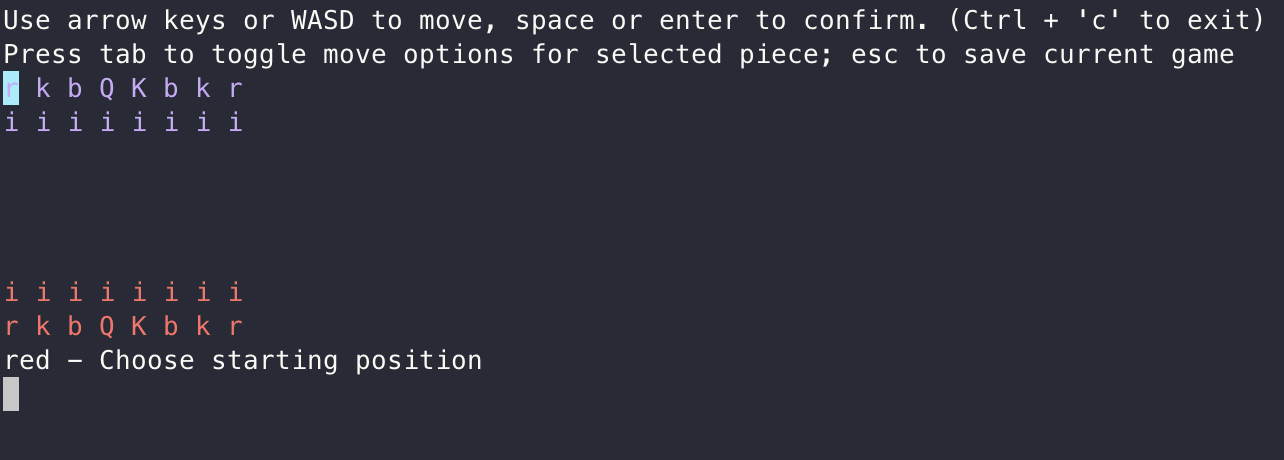 Use arrow keys or WASD to move, space or enter to confirm. (Ctrl + 'c' to exit)
Press tab to toggle move options for selected piece; esc to save current game
r k b Q K b k r
i i i i i i i i
i i i i i i i i
r k b Q K b k r
red - Choose starting position